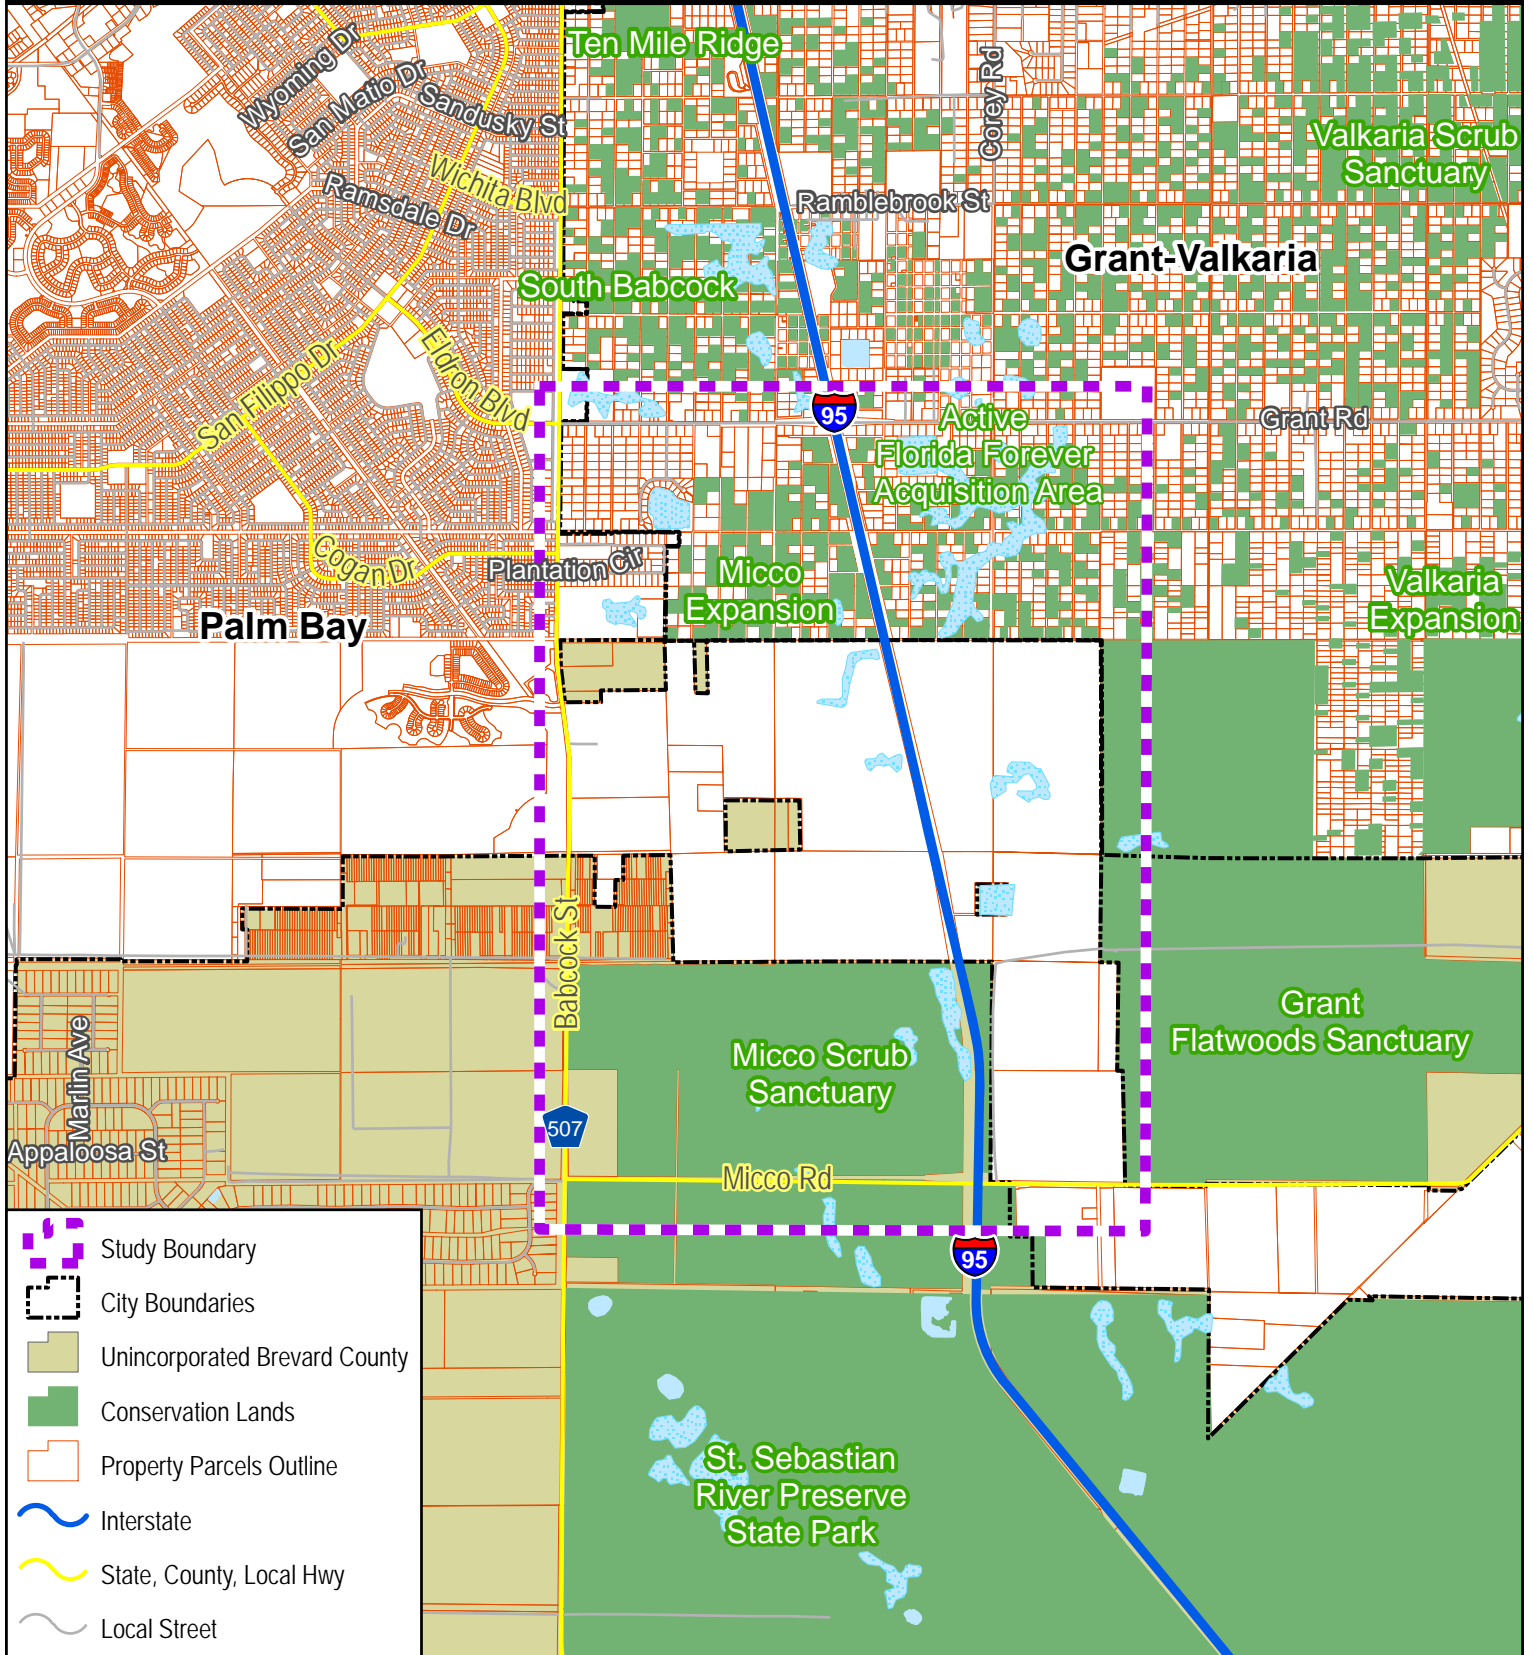 Ten Mile Ridge
Wyoming Dr
San Matio Dr
Sandusky St
Corey Rd
Valkaria Scrub
Sanctuary
Wichita Blvd
Ramsdale Dr
Ramblebrook St
Grant-Valkaria
South Babcock
San Filippo Dr
Eldron Blvd
95
Active
Florida Forever
Acquisition Area
Grant Rd
Cogan Dr
Plantation Cir
Micco
Expansion
Valkaria
Expansion
Palm Bay
Babcock St
Marlin Ave
Appaloosa St
Micco Scrub
Sanctuary
Grant
Flatwoods Sanctuary
507
Micco Rd
95
St. Sebastian
River Preserve
State Park
Study Boundary
City Boundaries
Unincorporated Brevard County
Conservation Lands
Property Parcels Outline
Interstate
State, County, Local Hwy
Local Street